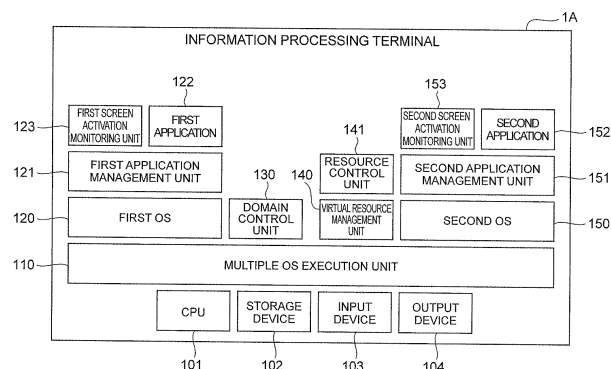 1A
INFORMATION PROCESSING TERMINAL
122
153
123
FIRST SCREEN
ACTIVATION
MONITORING UNIT
FIRST
APPLICATION
141
SECOND SCREEN
ACTIVATION
MONITORING UNIT
SECOND
APPLICATION
152
121
FIRST APPLICATION
MANAGEMENT UNIT
130
140
RESOURCE
CONTROL
UNIT
SECOND APPLICATION
MANAGEMENT UNIT
151
120
FIRST OS
DOMAIN
CONTROL
UNIT
VIRTUAL RESOURCE
MANAGEMENT
UNIT
SECOND OS
150
110
MULTIPLE OS EXECUTION UNIT
CPU
STORAGE
DEVICE
INPUT
DEVICE
OUTPUT
DEVICE
101
102
103
104